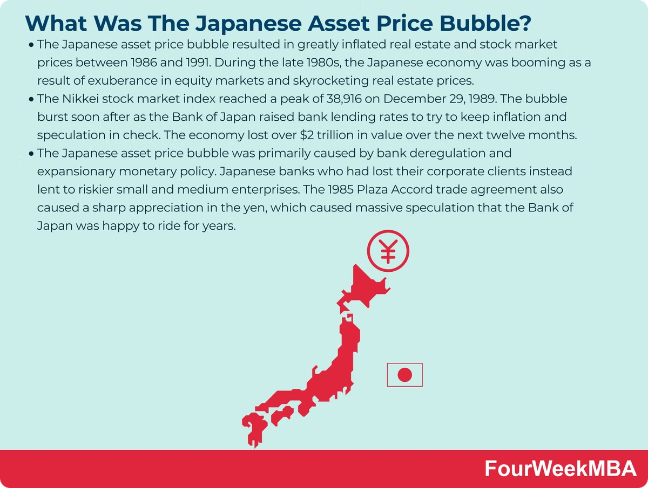 What Was The Japanese Asset Price Bubble?
• The Japanese asset price bubble resulted in greatly inflated real estate and stock market
prices between 1986 and 1991. During the late 1980s, the Japanese economy was booming as a
result of exuberance in equity markets and skyrocketing real estate prices.
• The Nikkei stock market index reached a peak of 38,916 on December 29, 1989. The bubble
burst soon after as the Bank of Japan raised bank lending rates to try to keep inflation and
speculation in check. The economy lost over $2 trillion in value over the next twelve months.
• The Japanese asset price bubble was primarily caused by bank deregulation and
expansionary monetary policy. Japanese banks who had lost their corporate clients instead
lent to riskier small and medium enterprises. The 1985 Plaza Accord trade agreement also
caused a sharp appreciation in the yen, which caused massive speculation that the Bank of
Japan was happy to ride for years.
¥
FourWeekMBA